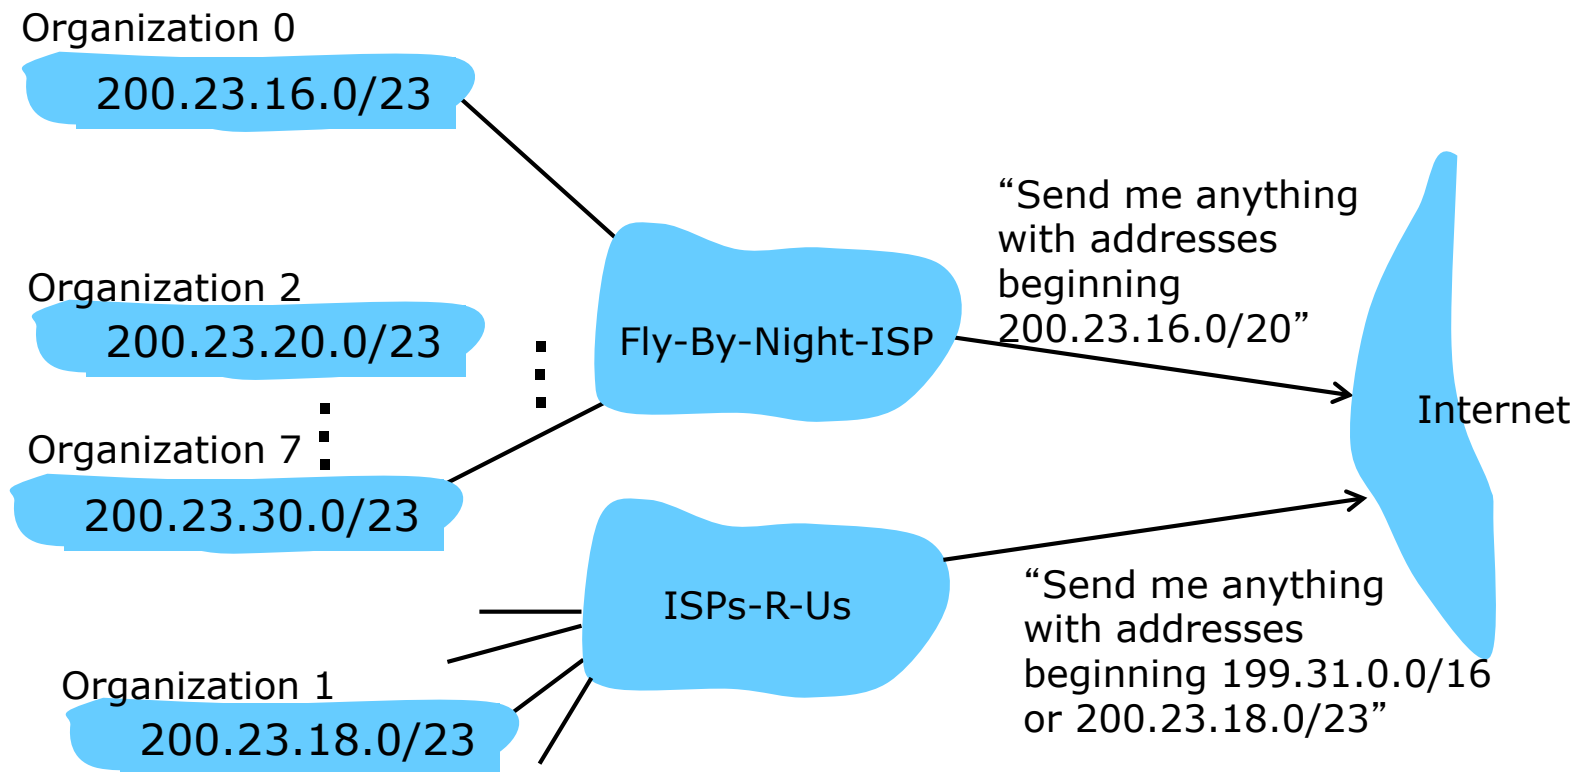 Organization 0
200.23.16.0/23
Organization 2
200.23.20.0/23
Organization 7
200.23.30.0/23
Fly-By-Night-ISP
“Send me anything
with addresses
beginning
200.23.16.0/20”
Internet
ISPs-R-Us
Organization 1
200.23.18.0/23
“Send me anything
with addresses
beginning 199.31.0.0/16
or 200.23.18.0/23”